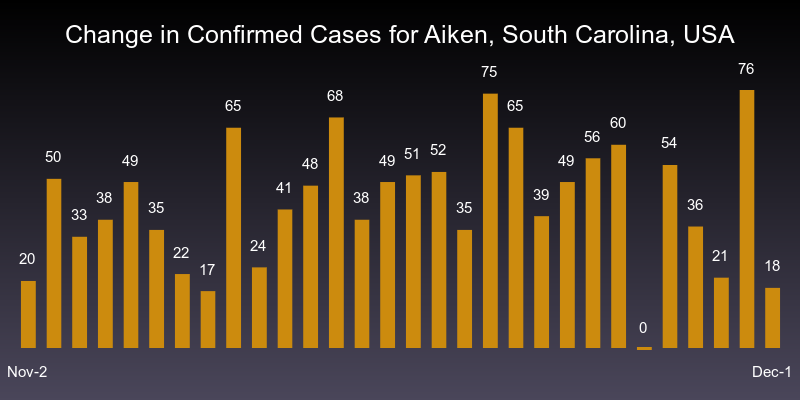 Change in Confirmed Cases for Aiken, South Carolina, USA
20 50 33 38 49 35 22 17 65 24 41 48 68 38 49 51 52 35 75 65 39 49 56 60 0 54 36 21 76 18
Nov-2 Dec-1